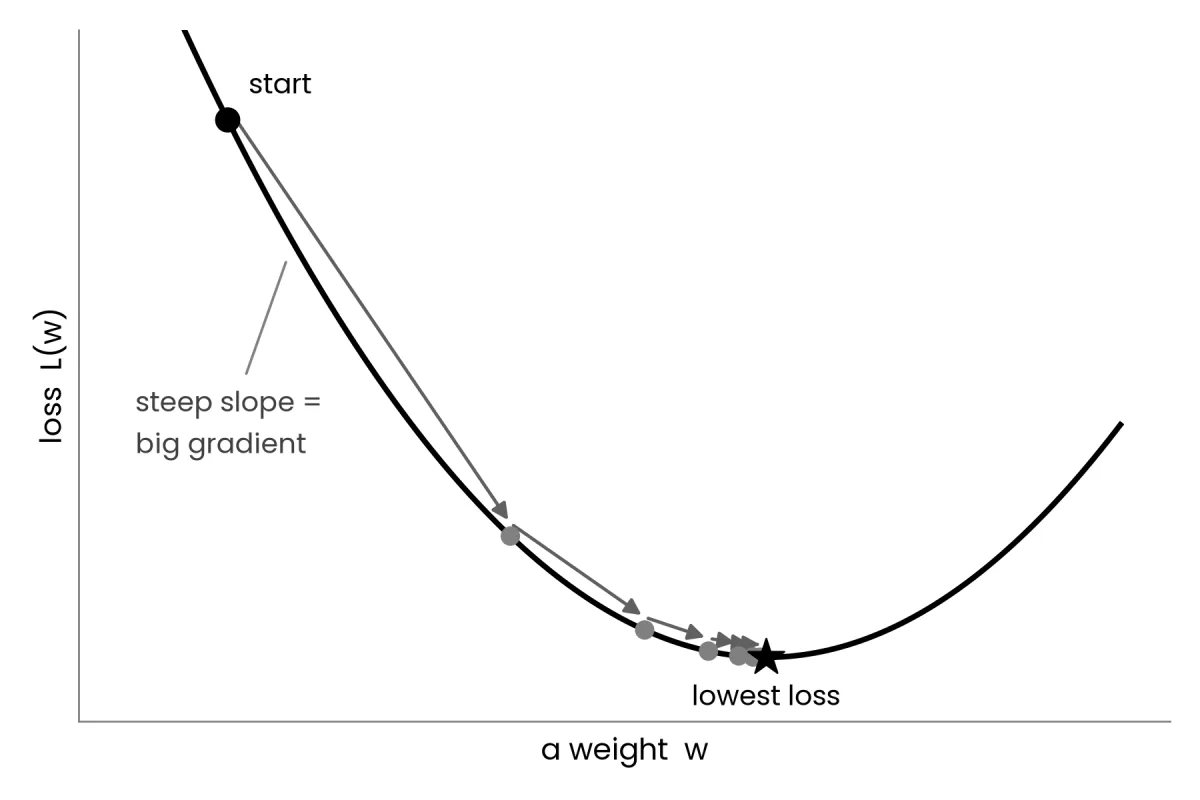 start
steep slope =
big gradient
loss L(w)
lowest loss
a weight w